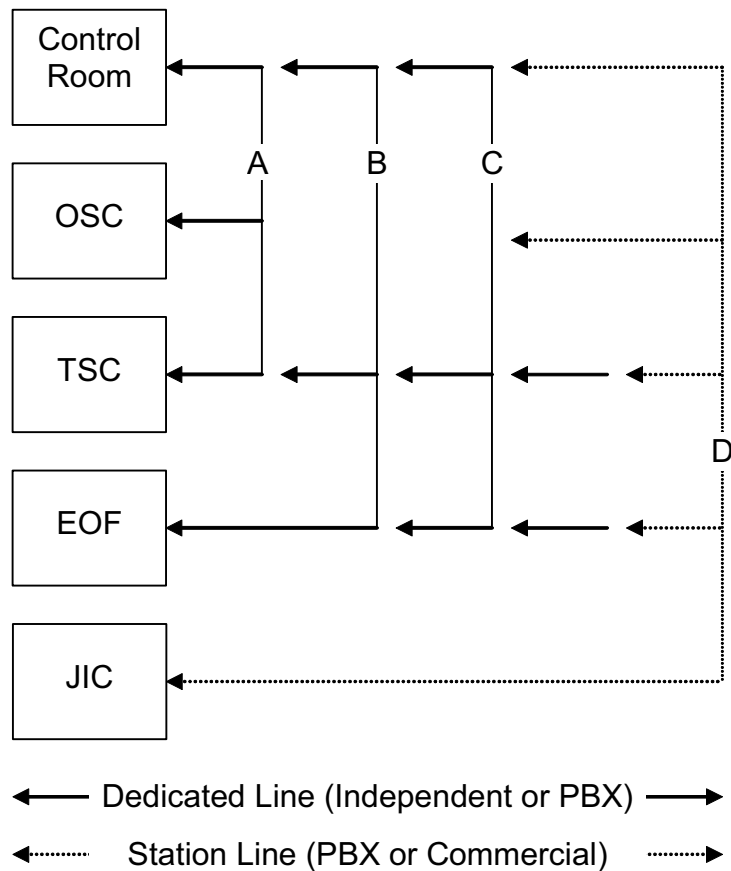 Control
Room
A
B
C
OSC
TSC
D
EOF
JIC
Dedicated Line (Independent or PBX)
Station Line (PBX or Commercial)